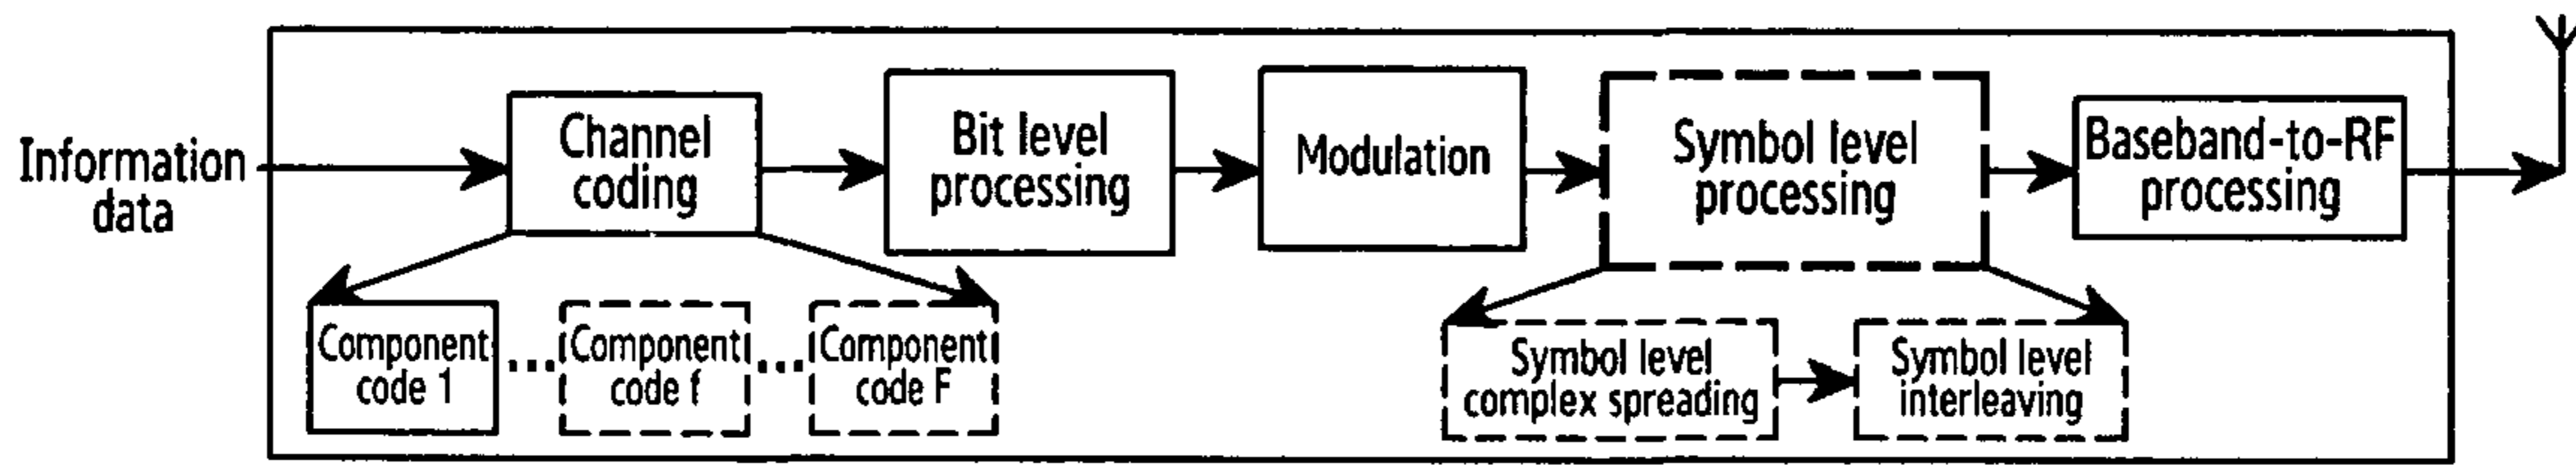 Information
data
Channel
coding
Bit level
processing
Modulation
Symbol level
processing
Baseband-to-RF
processing
Component
code 1
...
Component
code f
...
Component
code F
Symbol level
complex spreading
Symbol level
interleaving